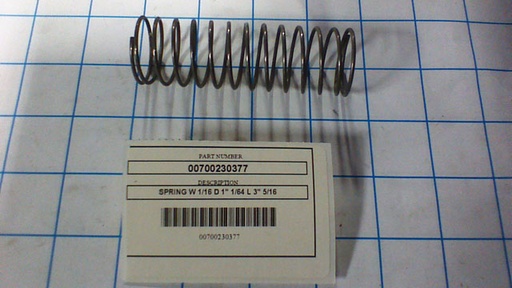 PART NUMBER
00700230377
DESCRIPTION
SPRING W 1/16 D 1" 1/64 L 3" 5/16
00700230377